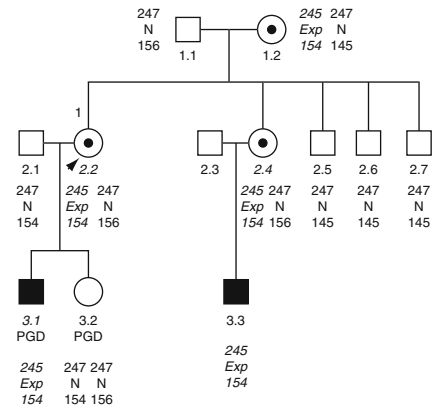 247 245 247
N Exp N
156 1.1 1.2 154 145
1
2.1 2.2 2.3 2.4 2.5 2.6 2.7
247 245 247 245 247 247 247 247
N Exp N Exp N N N N
154 154 156 154 156 145 145 145
3.1 3.2 3.3
PGD PGD
245 247 247 245
Exp N N Exp
154 154 156 154